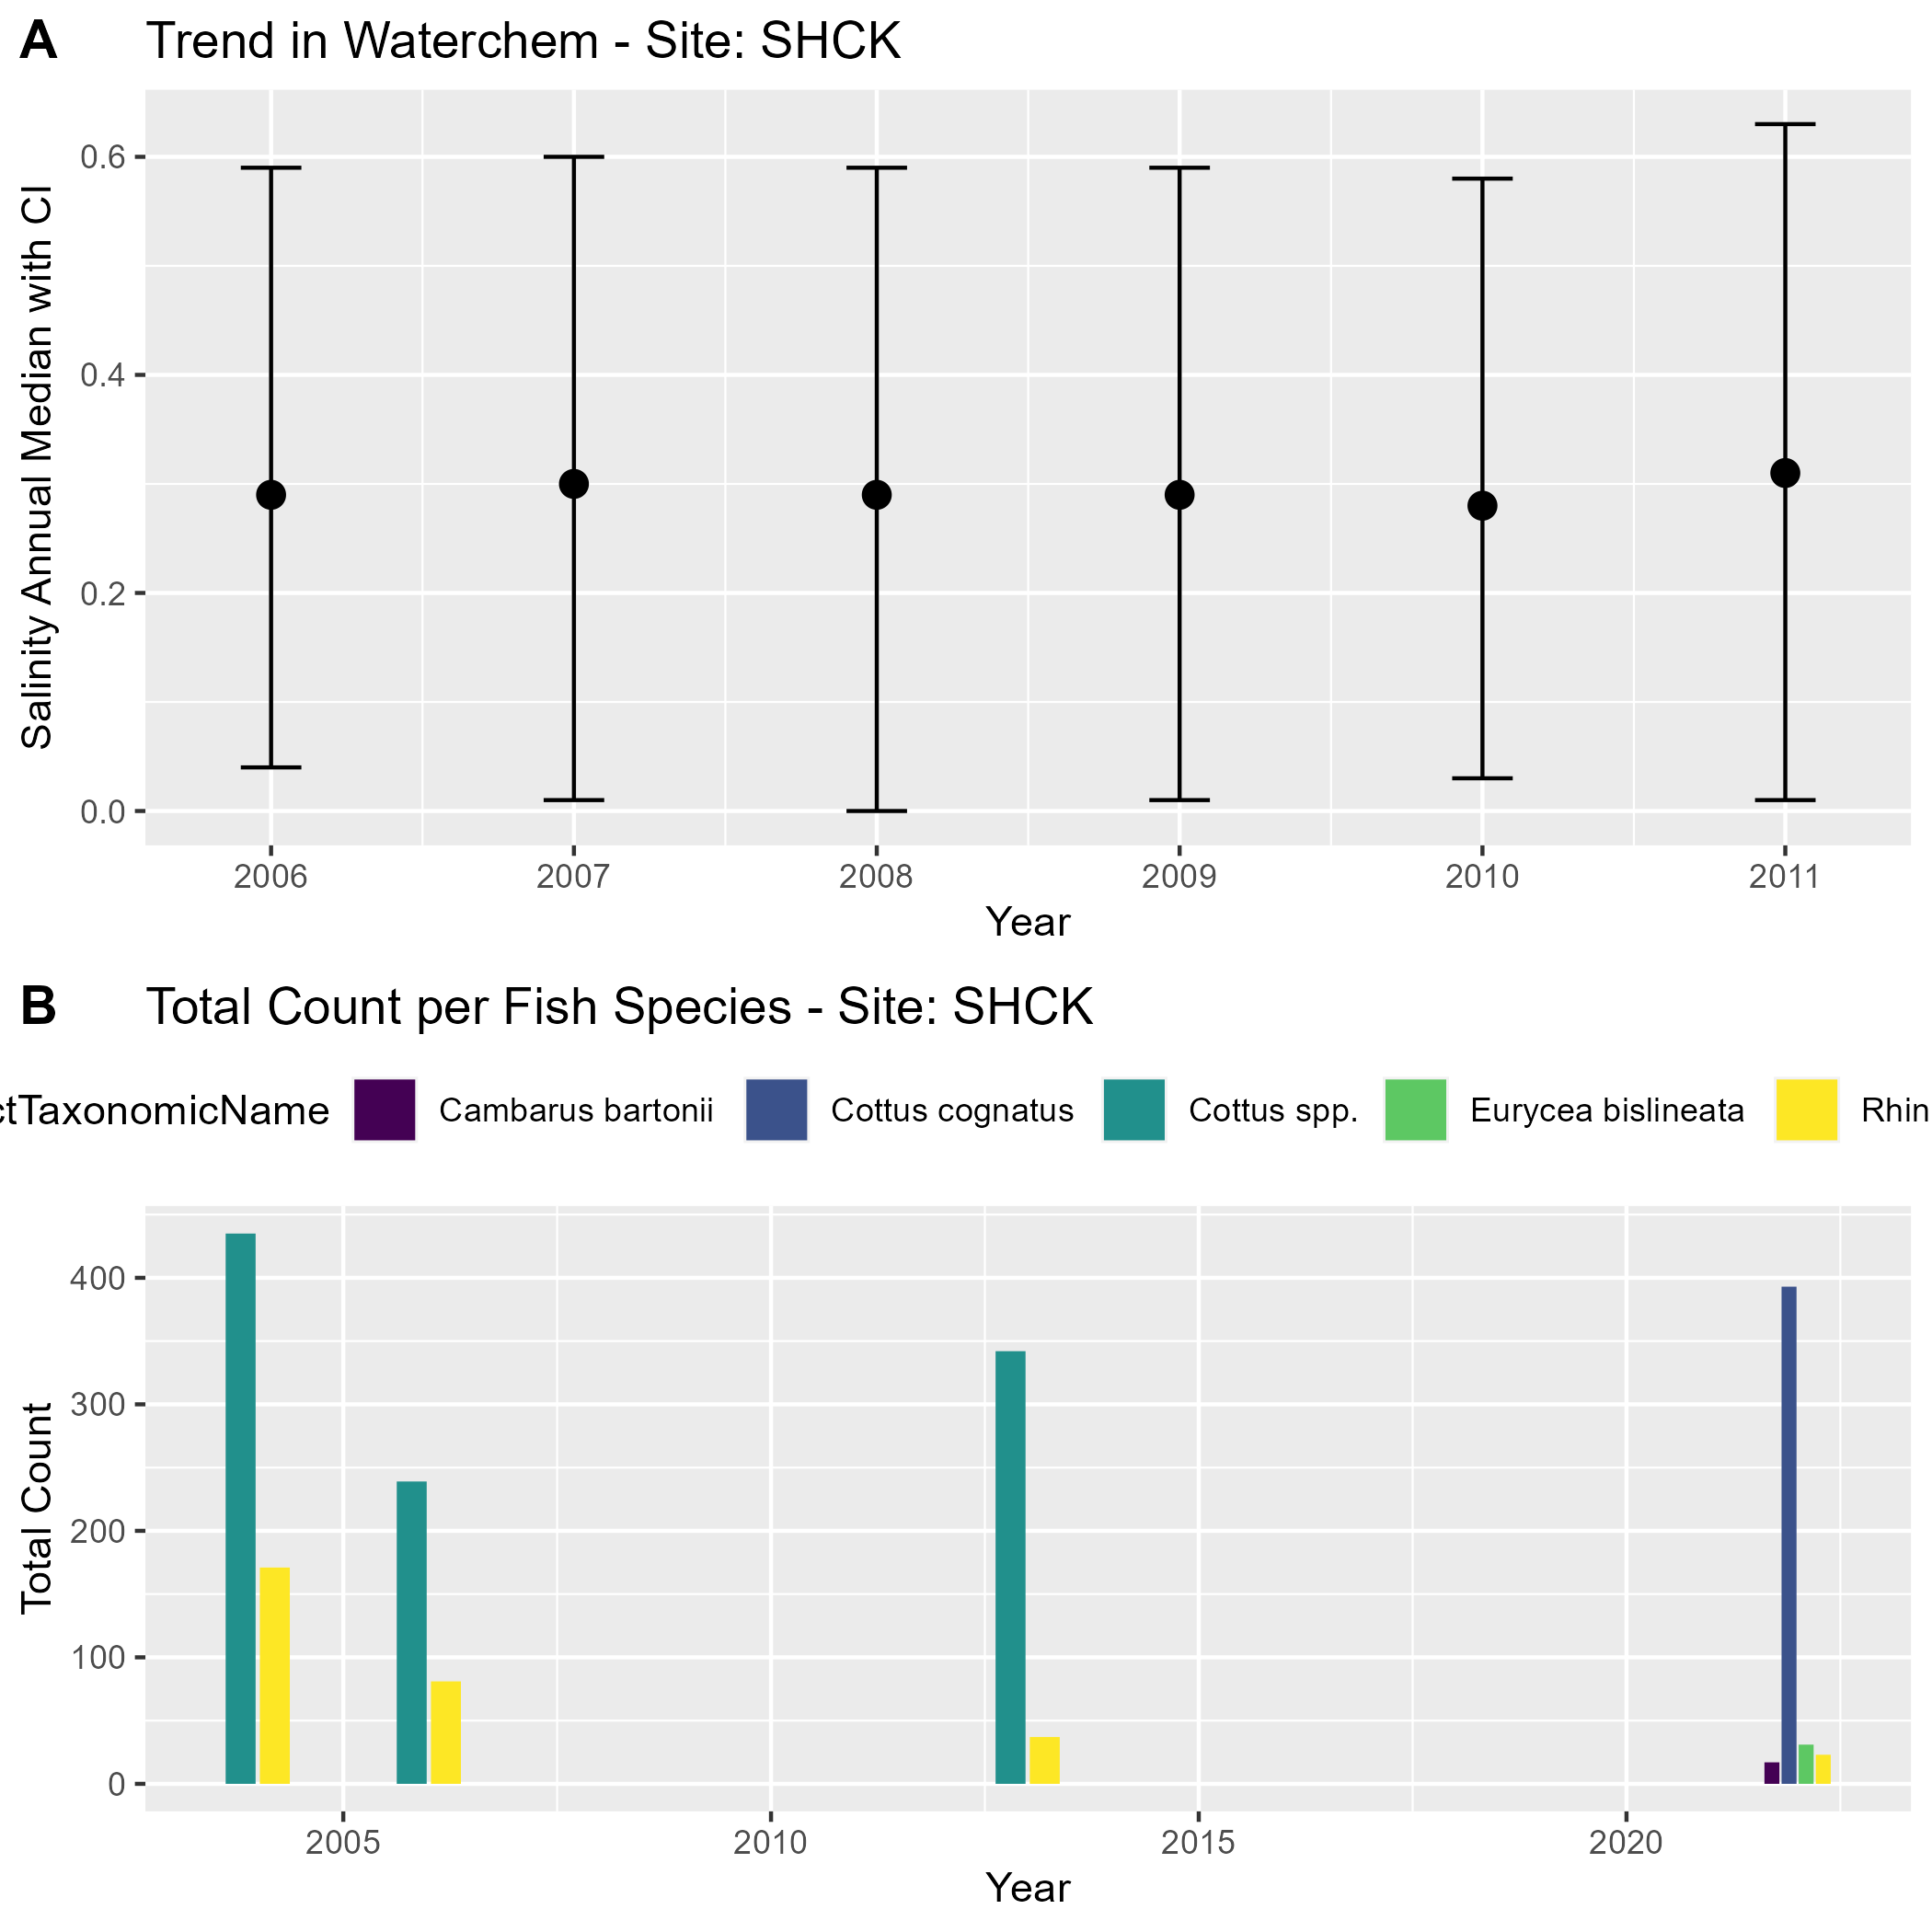 A Trend in Waterchem - Site: SHCK
Salinity Annual Median with CI
0.6
0.4
0.2
0.0
2006 2007 2008 2009 2010 2011
Year
B Total Count per Fish Species - Site: SHCK
ctTaxonomicName Cambarus bartonii Cottus cognatus Cottus spp. Eurycea bislineata Rhin
Total Count
400
300
200
100
0
2005 2010 2015 2020
Year